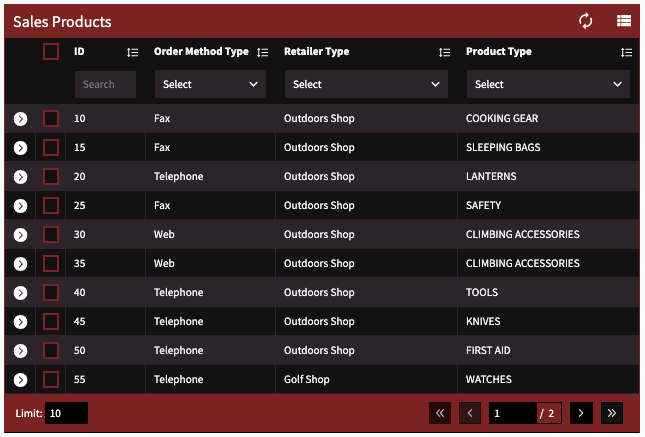 Sales Products
ID Order Method Type Retailer Type Product Type
Search Select Select Select
10 Fax Outdoors Shop COOKING GEAR
15 Fax Outdoors Shop SLEEPING BAGS
20 Telephone Outdoors Shop LANTERNS
25 Fax Outdoors Shop SAFETY
30 Web Outdoors Shop CLIMBING ACCESSORIES
35 Web Outdoors Shop CLIMBING ACCESSORIES
40 Telephone Outdoors Shop TOOLS
45 Telephone Outdoors Shop KNIVES
50 Telephone Outdoors Shop FIRST AID
55 Telephone Golf Shop WATCHES
Limit: 10 1 / 2